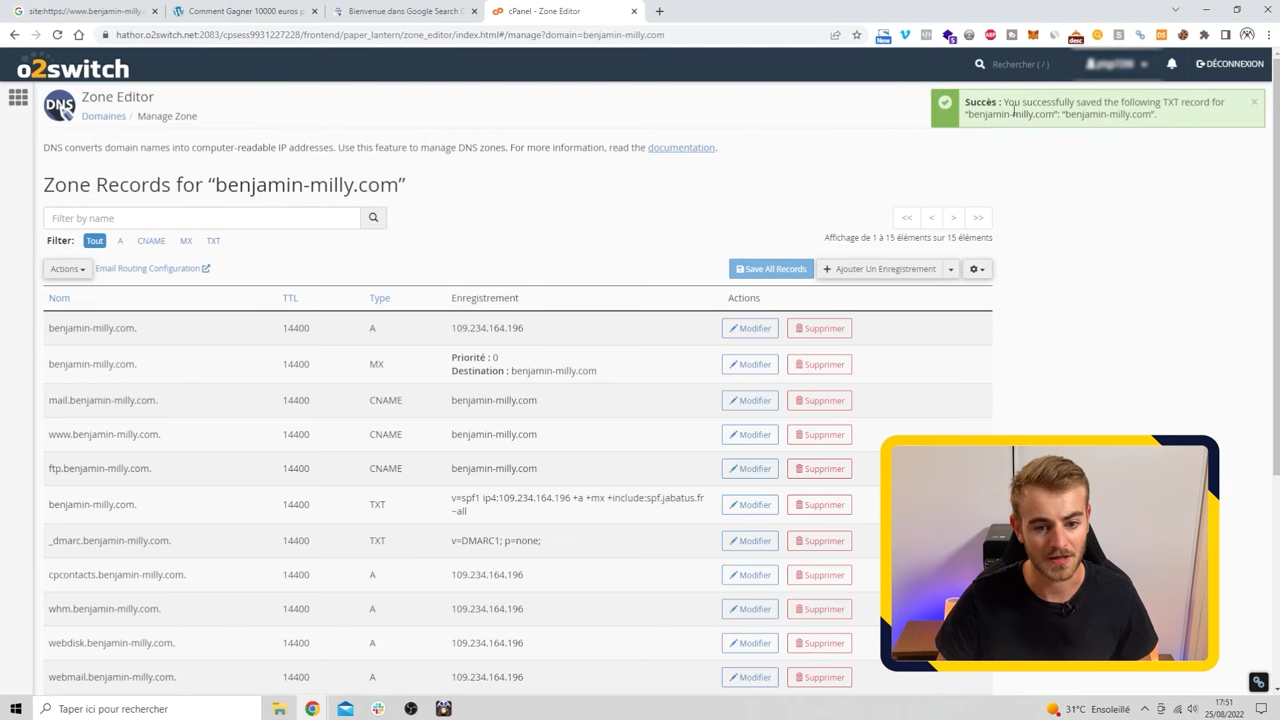 site:https://www.benjamin-milly.
Comment Gagner 10000 euros p
Bienvenue dans Google Search C
cPanel - Zone Editor
hathor.o2switch.net:2083/cpsess9931227228/frontend/paper_lantern/zone_editor/index.html#/manage?domain=benjamin-milly.com
New
desc
o2switch
Rechercher ( / )
DÉCONNEXION
DNS
Zone Editor
Domaines / Manage Zone
Succès : You successfully saved the following TXT record for
"benjamin-milly.com": "benjamin-milly.com".
DNS converts domain names into computer-readable IP addresses. Use this feature to manage DNS zones. For more information, read the documentation.
Zone Records for "benjamin-milly.com"
Filter by name
<< < > >>
Filter: Tout A CNAME MX TXT
Affichage de 1 à 15 éléments sur 15 éléments
Actions
Email Routing Configuration
Save All Records
+ Ajouter Un Enregistrement
Nom TTL Type Enregistrement Actions
benjamin-milly.com. 14400 A 109.234.164.196 Modifier Supprimer
benjamin-milly.com. 14400 MX Priorité : 0 Modifier Supprimer
Destination : benjamin-milly.com
mail.benjamin-milly.com. 14400 CNAME benjamin-milly.com Modifier Supprimer
www.benjamin-milly.com. 14400 CNAME benjamin-milly.com Modifier Supprimer
ftp.benjamin-milly.com. 14400 CNAME benjamin-milly.com Modifier Supprimer
benjamin-milly.com. 14400 TXT v=spf1 ip4:109.234.164.196 +a +mx +include:spf.jabatus.fr Modifier Supprimer
~all
_dmarc.benjamin-milly.com. 14400 TXT v=DMARC1; p=none; Modifier Supprimer
cpcontacts.benjamin-milly.com. 14400 A 109.234.164.196 Modifier Supprimer
whm.benjamin-milly.com. 14400 A 109.234.164.196 Modifier Supprimer
webdisk.benjamin-milly.com. 14400 A 109.234.164.196 Modifier Supprimer
webmail.benjamin-milly.com. 14400 A 109.234.164.196 Modifier Supprimer
Taper ici pour rechercher
31°C Ensoleillé
17:51
25/08/2022